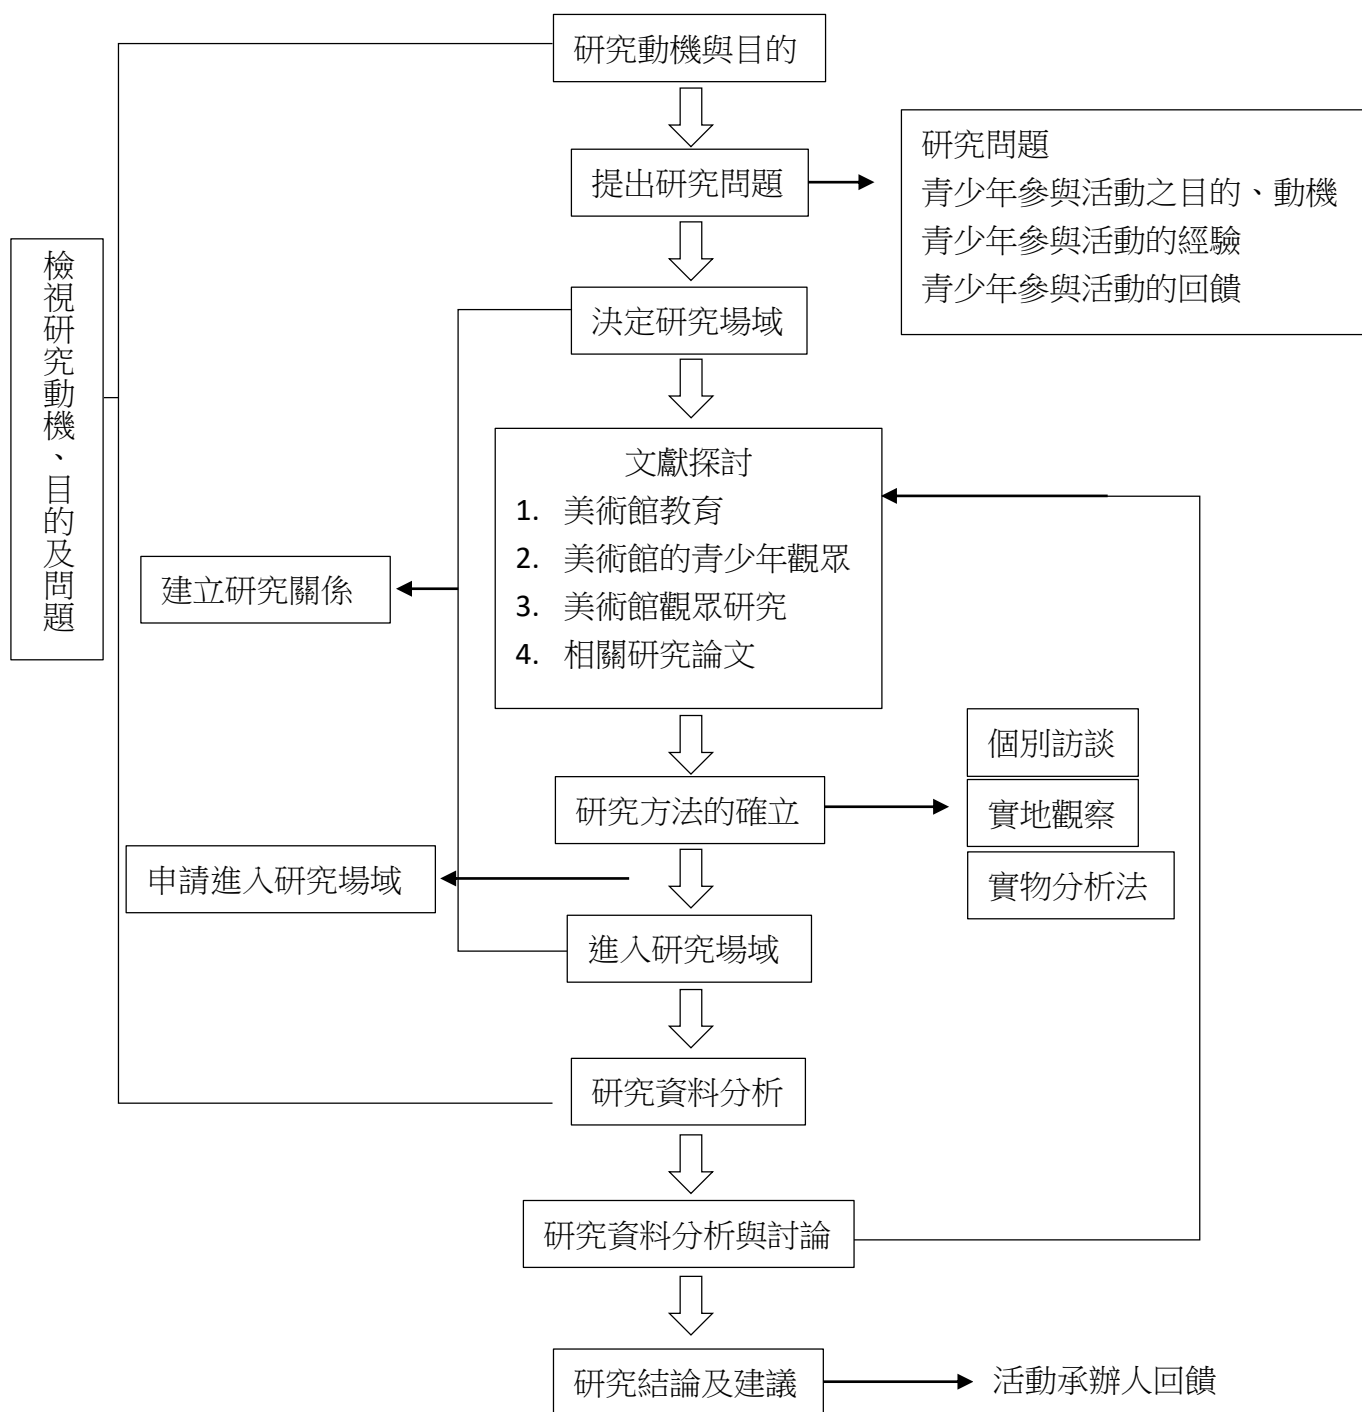 研究動機與目的
提出研究問題
研究問題
青少年參與活動之目的、動機
青少年參與活動的經驗
青少年參與活動的回饋
檢視研究動機、目的及問題
決定研究場域
文獻探討
1. 美術館教育
2. 美術館的青少年觀眾
3. 美術館觀眾研究
4. 相關研究論文
建立研究關係
研究方法的確立
個別訪談
實地觀察
實物分析法
申請進入研究場域
進入研究場域
研究資料分析
研究資料分析與討論
研究結論及建議
活動承辦人回饋